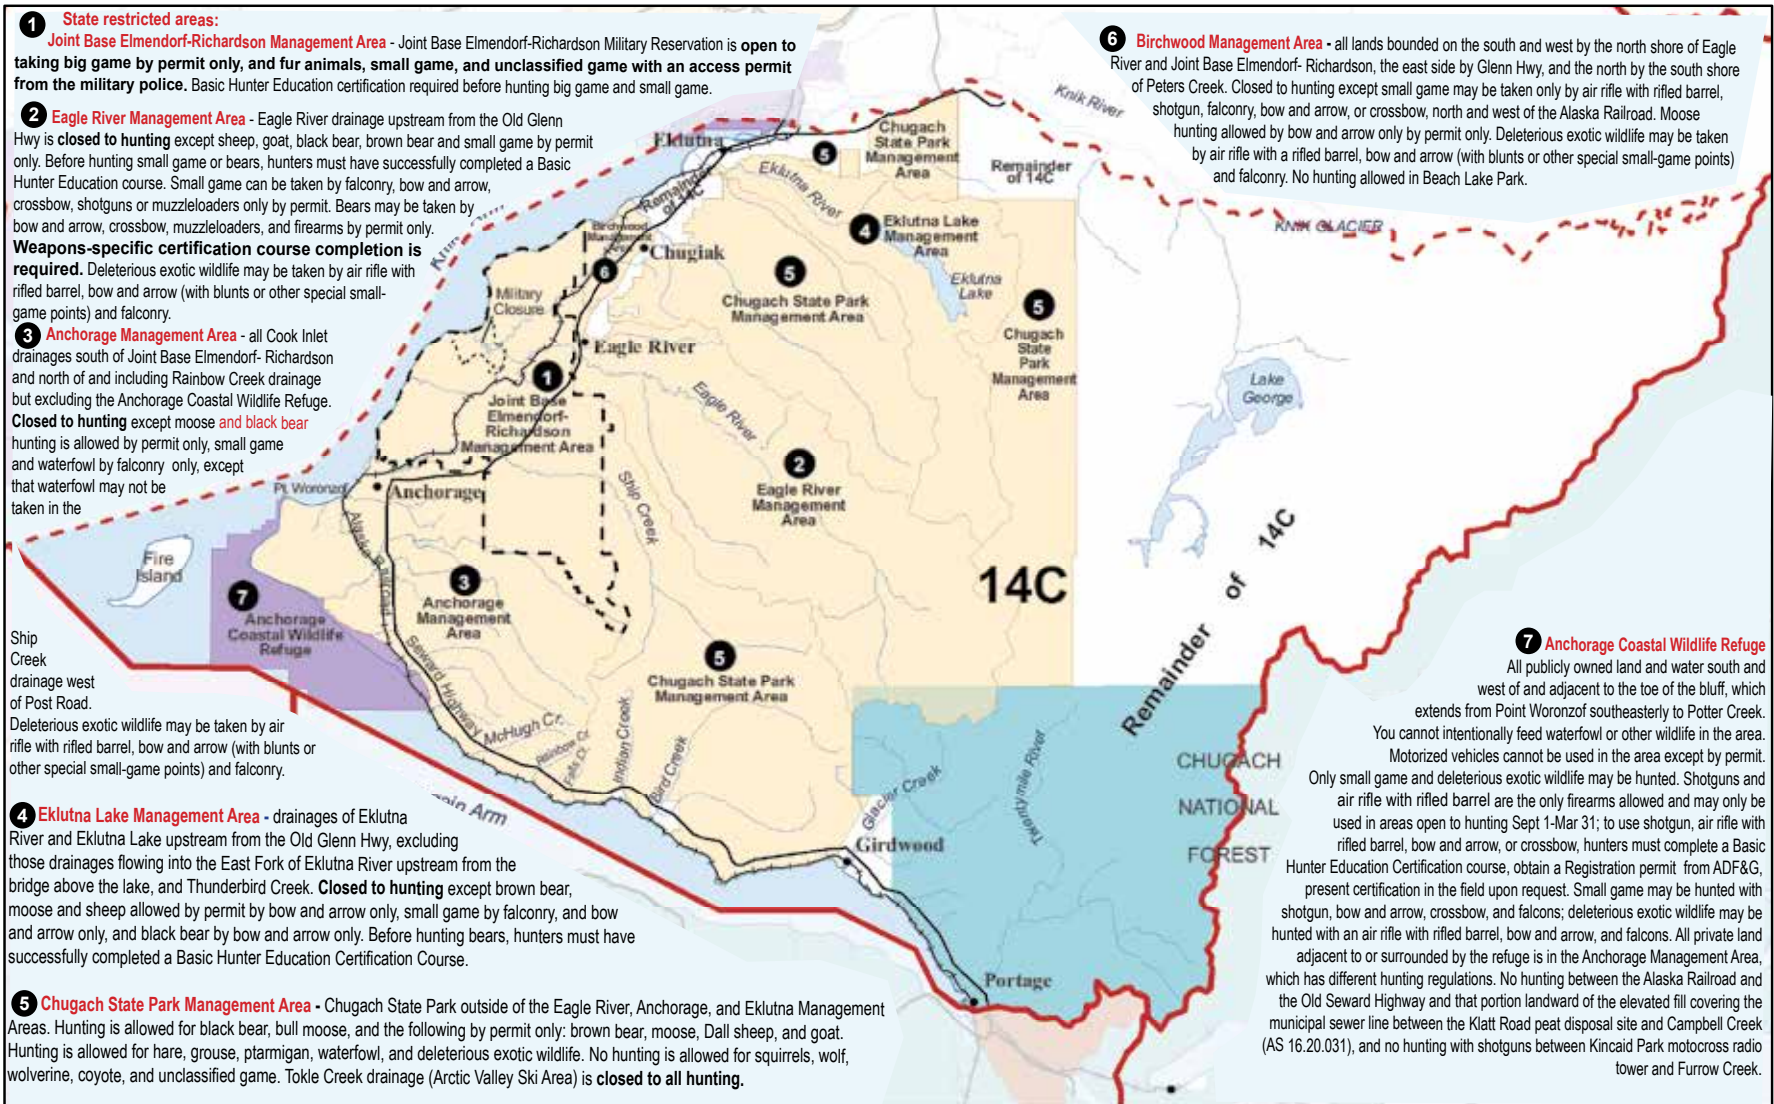 1 State restricted areas:
Joint Base Elmendorf-Richardson Management Area - Joint Base Elmendorf-Richardson Military Reservation is open to
taking big game by permit only, and fur animals, small game, and unclassified game with an access permit
from the military police. Basic Hunter Education certification required before hunting big game and small game.
2 Eagle River Management Area - Eagle River drainage upstream from the Old Glenn
Hwy is closed to hunting except sheep, goat, black bear, brown bear and small game by permit
only. Before hunting small game or bears, hunters must have successfully completed a Basic
Hunter Education course. Small game can be taken by falconry, bow and arrow,
crossbow, shotguns or muzzleloaders only by permit. Bears may be taken by
bow and arrow, crossbow, muzzleloaders, and firearms by permit only.
Weapons-specific certification course completion is
required. Deleterious exotic wildlife may be taken by air rifle with
rifled barrel, bow and arrow (with blunts or other special small-
game points) and falconry.
3 Anchorage Management Area - all Cook Inlet
drainages south of Joint Base Elmendorf- Richardson
and north of and including Rainbow Creek drainage
but excluding the Anchorage Coastal Wildlife Refuge.
Closed to hunting except moose and black bear
hunting is allowed by permit only, small game
and waterfowl by falconry only, except
that waterfowl may not be
taken in the
Ship
Creek
drainage west
of Post Road.
Deleterious exotic wildlife may be taken by air
rifle with rifled barrel, bow and arrow (with blunts or
other special small-game points) and falconry.
4 Eklutna Lake Management Area - drainages of Eklutna
River and Eklutna Lake upstream from the Old Glenn Hwy, excluding
those drainages flowing into the East Fork of Eklutna River upstream from the
bridge above the lake, and Thunderbird Creek. Closed to hunting except brown bear,
moose and sheep allowed by permit by bow and arrow only, small game by falconry, and bow
and arrow only, and black bear by bow and arrow only. Before hunting bears, hunters must have
successfully completed a Basic Hunter Education Certification Course.
5 Chugach State Park Management Area - Chugach State Park outside of the Eagle River, Anchorage, and Eklutna Management
Areas. Hunting is allowed for black bear, bull moose, and the following by permit only: brown bear, moose, Dall sheep, and goat.
Hunting is allowed for hare, grouse, ptarmigan, waterfowl, and deleterious exotic wildlife. No hunting is allowed for squirrels, wolf,
wolverine, coyote, and unclassified game. Tokle Creek drainage (Arctic Valley Ski Area) is closed to all hunting.
6 Birchwood Management Area - all lands bounded on the south and west by the north shore of Eagle
River and Joint Base Elmendorf- Richardson, the east side by Glenn Hwy, and the north by the south shore
of Peters Creek. Closed to hunting except small game may be taken only by air rifle with rifled barrel,
shotgun, falconry, bow and arrow, or crossbow, north and west of the Alaska Railroad. Moose
hunting allowed by bow and arrow only by permit only. Deleterious exotic wildlife may be taken
by air rifle with a rifled barrel, bow and arrow (with blunts or other special small-game points)
and falconry. No hunting allowed in Beach Lake Park.
7 Anchorage Coastal Wildlife Refuge
All publicly owned land and water south and
west of and adjacent to the toe of the bluff, which
extends from Point Woronzof southeasterly to Potter Creek.
You cannot intentionally feed waterfowl or other wildlife in the area.
Motorized vehicles cannot be used in the area except by permit.
Only small game and deleterious exotic wildlife may be hunted. Shotguns and
air rifle with rifled barrel are the only firearms allowed and may only be
used in areas open to hunting Sept 1-Mar 31; to use shotgun, air rifle with
rifled barrel, bow and arrow, or crossbow, hunters must complete a Basic
Hunter Education Certification course, obtain a Registration permit from ADF&G,
present certification in the field upon request. Small game may be hunted with
shotgun, bow and arrow, crossbow, and falcons; deleterious exotic wildlife may be
hunted with an air rifle with rifled barrel, bow and arrow, and falcons. All private land
adjacent to or surrounded by the refuge is in the Anchorage Management Area,
which has different hunting regulations. No hunting between the Alaska Railroad and
the Old Seward Highway and that portion landward of the elevated fill covering the
municipal sewer line between the Klatt Road peat disposal site and Campbell Creek
(AS 16.20.031), and no hunting with shotguns between Kincaid Park motocross radio
tower and Furrow Creek.
Knik River
Eklutna
5
Chugach
State Park
Management
Area
Remainder
of 14C
Eklutna River
Remainder
of 14C
4 Eklutna Lake
Management
Area
KNIK GLACIER
Birchwood
Management
Area
Chugiak
6
5
Chugach State Park
Management Area
Eklutna
Lake
Military
Closure
5
Chugach
State
Park
Management
Area
Eagle River
1
Joint Base
Elmendorf-
Richardson
Management Area
Eagle River
Lake
George
2
Eagle River
Management
Area
Ship Creek
Pt. Woronzof
Anchorage
Alaska Railroad
Fire
Island
7
Anchorage
Coastal Wildlife
Refuge
3
Anchorage
Management
Area
14C
Remainder of 14C
5
Chugach State Park
Management Area
Seward Highway
McHugh Cr.
Rainbow Cr.
Falls Cr.
Indian Creek
Bird Creek
Glacier Creek
Twentymile River
CHUGACH
NATIONAL
FOREST
Arm
Girdwood
Portage